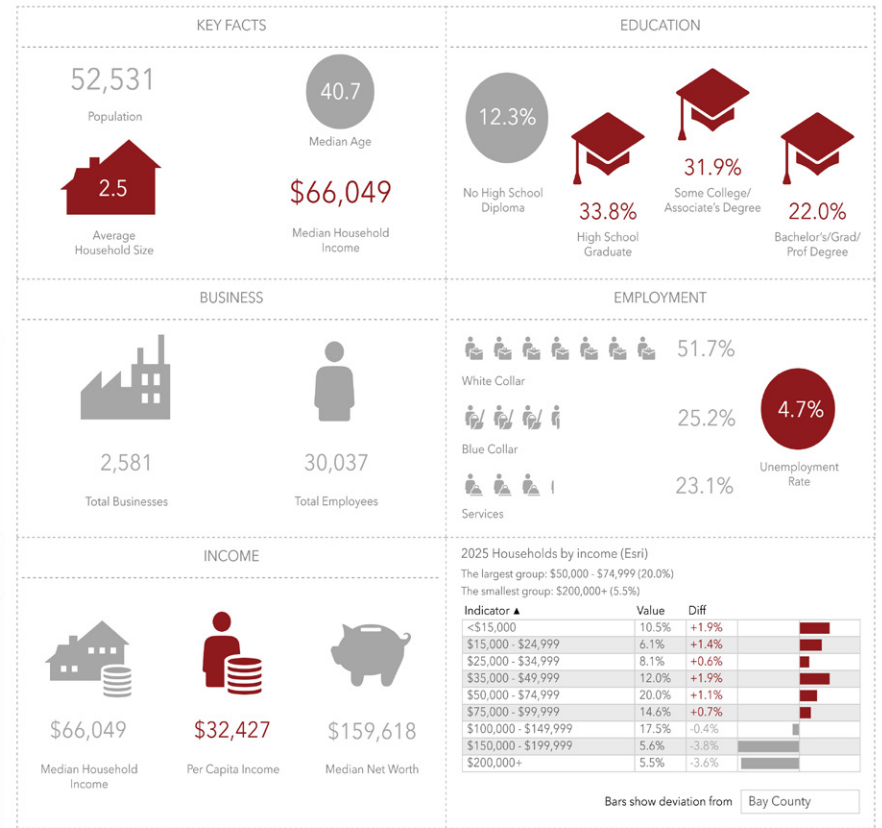 KEY FACTS
52,531
Population
40.7
Median Age
2.5
Average
Household Size
$66,049
Median Household
Income
EDUCATION
12.3%
No High School
Diploma
33.8%
High School
Graduate
31.9%
Some College/
Associate's Degree
22.0%
Bachelor's/Grad/
Prof Degree
BUSINESS
2,581
Total Businesses
30,037
Total Employees
EMPLOYMENT
51.7%
White Collar
25.2%
Blue Collar
23.1%
Services
4.7%
Unemployment
Rate
INCOME
$66,049
Median Household
Income
$32,427
Per Capita Income
$159,618
Median Net Worth
2025 Households by income (Esri)
The largest group: $50,000 - $74,999 (20.0%)
The smallest group: $200,000+ (5.5%)
Indicator ▲ Value Diff
<$15,000 10.5% +1.9%
$15,000 - $24,999 6.1% +1.4%
$25,000 - $34,999 8.1% +0.6%
$35,000 - $49,999 12.0% +1.9%
$50,000 - $74,999 20.0% +1.1%
$75,000 - $99,999 14.6% +0.7%
$100,000 - $149,999 17.5% -0.4%
$150,000 - $199,999 5.6% -3.8%
$200,000+ 5.5% -3.6%
Bars show deviation from Bay County